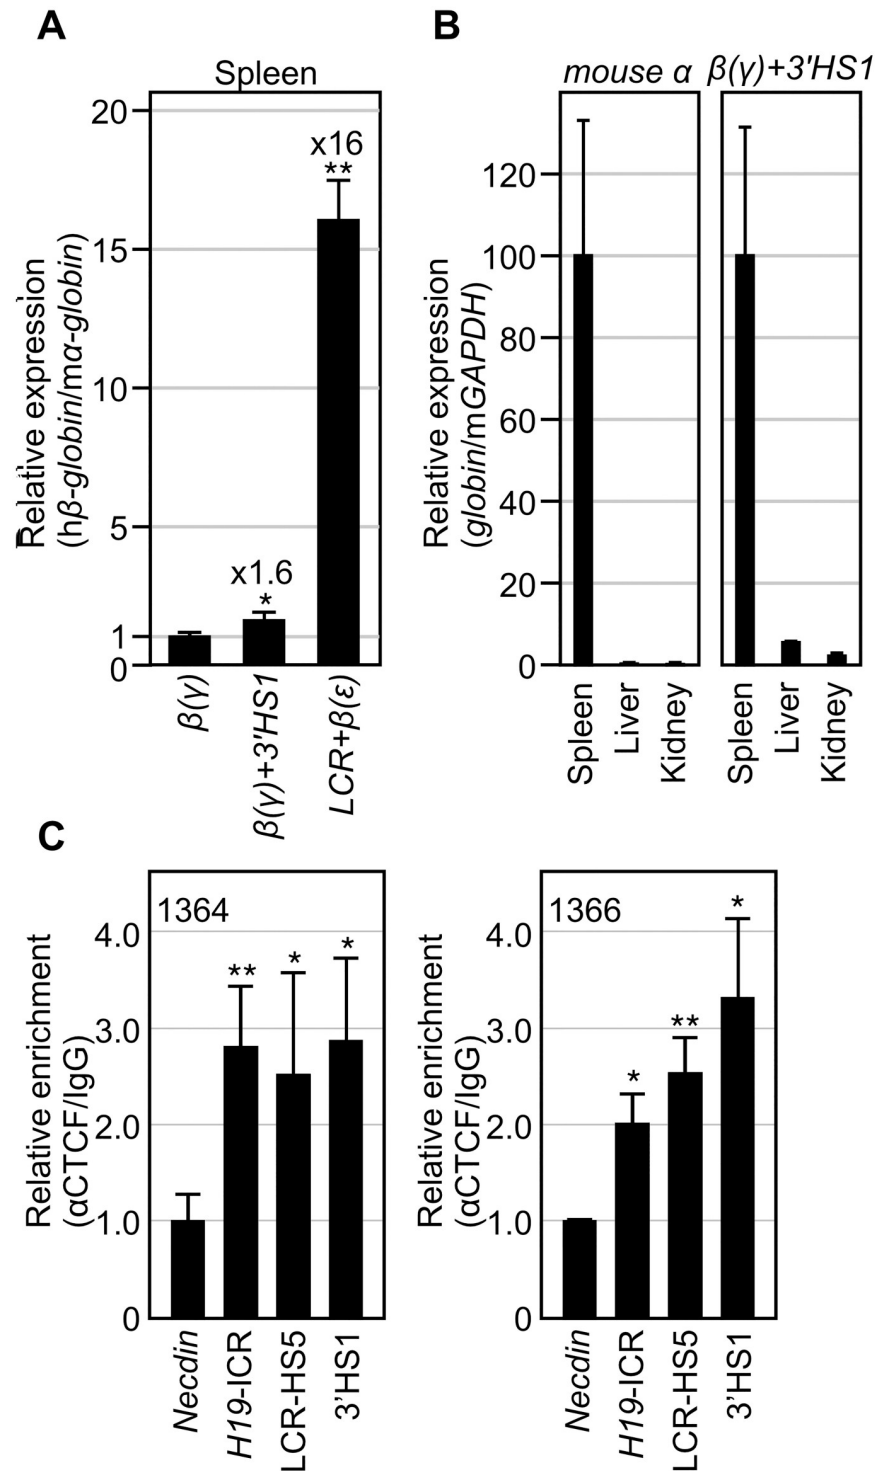 A
Spleen
Relative expression
(hβ-globin/mα-globin)
20
15
10
5
1
0
x16
**
x1.6
*
β(γ)
β(γ)+3'HS1
LCR+β(ε)
B
mouse α
β(γ)+3'HS1
Relative expression
(globin/mGAPDH)
120
100
80
60
40
20
0
Spleen
Liver
Kidney
Spleen
Liver
Kidney
C
1364
Relative enrichment
(αCTCF/IgG)
4.0
3.0
2.0
1.0
0
**
*
*
Necdin
H19-ICR
LCR-HS5
3’HS1
1366
Relative enrichment
(αCTCF/IgG)
4.0
3.0
2.0
1.0
0
*
**
*
Necdin
H19-ICR
LCR-HS5
3’HS1